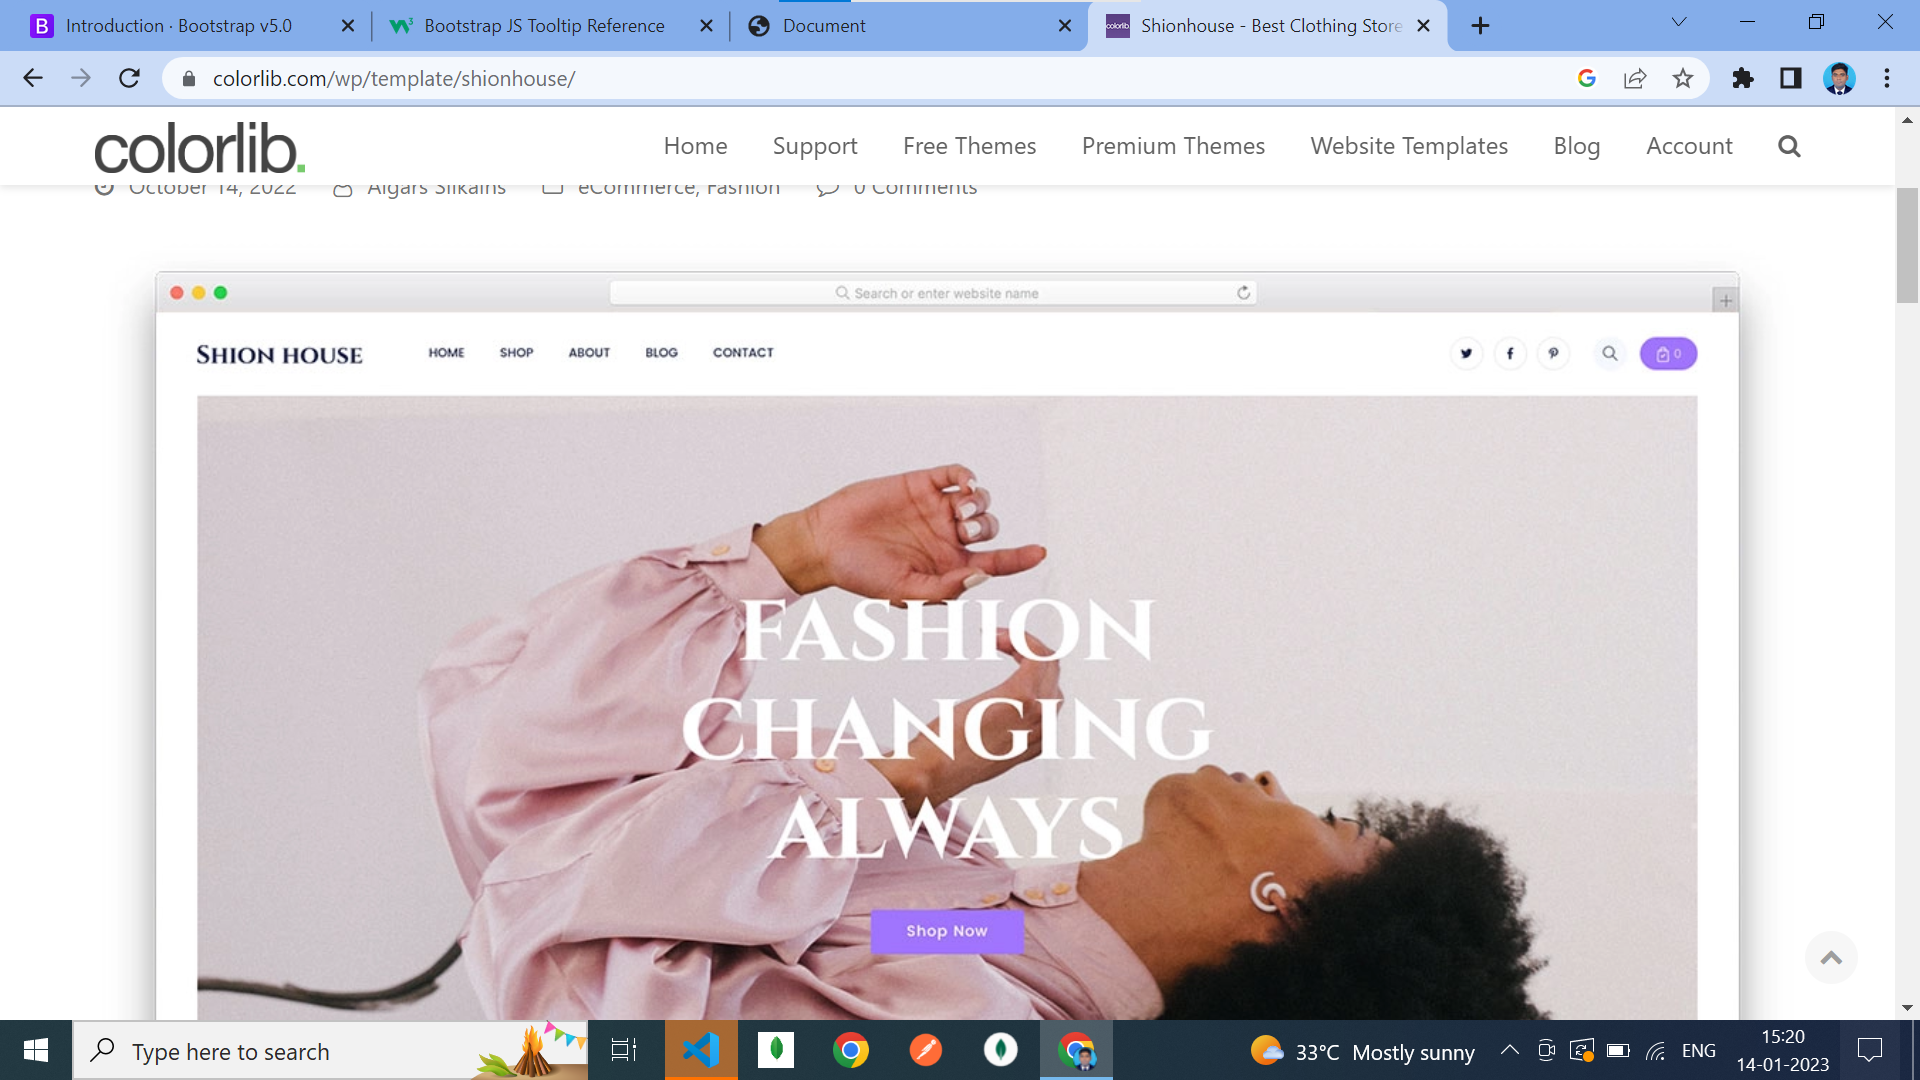 Introduction · Bootstrap v5.0
Bootstrap JS Tooltip Reference
Document
Shionhouse - Best Clothing Store
colorlib.com/wp/template/shionhouse/
colorlib.
Home
Support
Free Themes
Premium Themes
Website Templates
Blog
Account
October 14, 2022
Aigars Silkalns
eCommerce, Fashion
0 Comments
Search or enter website name
SHION HOUSE
HOME
SHOP
ABOUT
BLOG
CONTACT
0
FASHION
CHANGING
ALWAYS
Shop Now
Type here to search
33°C Mostly sunny
ENG
15:20
14-01-2023